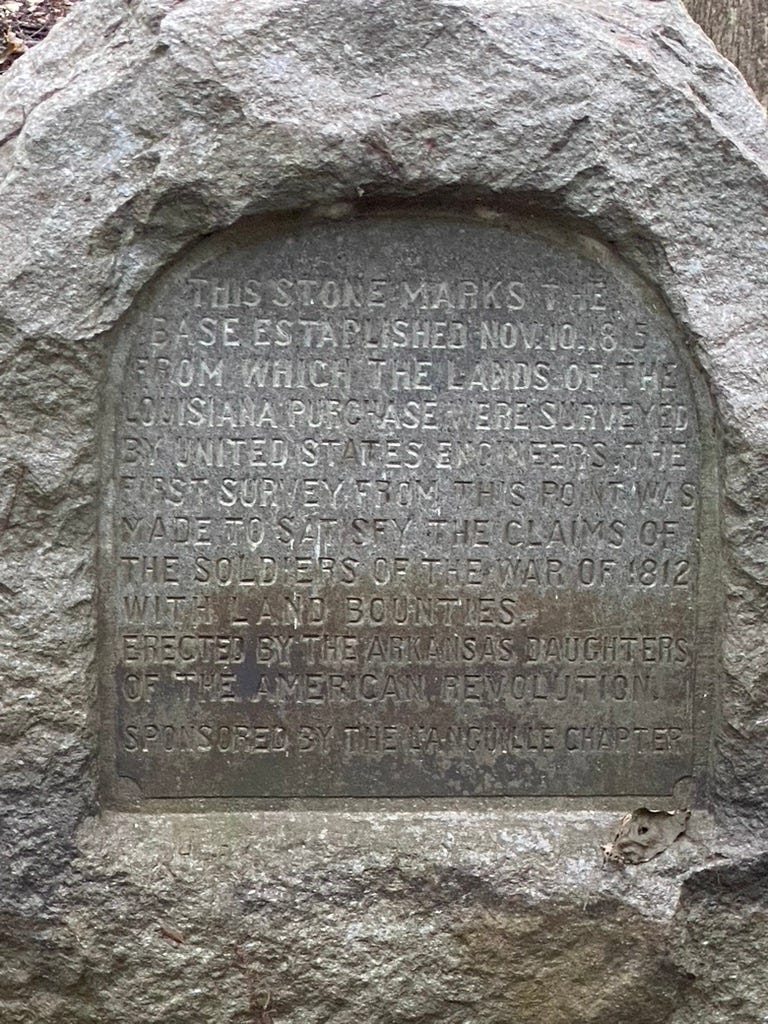 THIS STONE MARKS THE
BASE ESTABLISHED NOV. 10, 1815
FROM WHICH THE LANDS OF THE
LOUISIANA PURCHASE WERE SURVEYED
BY UNITED STATES ENGINEERS. THE
FIRST SURVEY FROM THIS POINT WAS
MADE TO SATISFY THE CLAIMS OF
THE SOLDIERS OF THE WAR OF 1812
WITH LAND BOUNTIES.
ERECTED BY THE ARKANSAS DAUGHTERS
OF THE AMERICAN REVOLUTION.
SPONSORED BY THE L'ANGUILLE CHAPTER